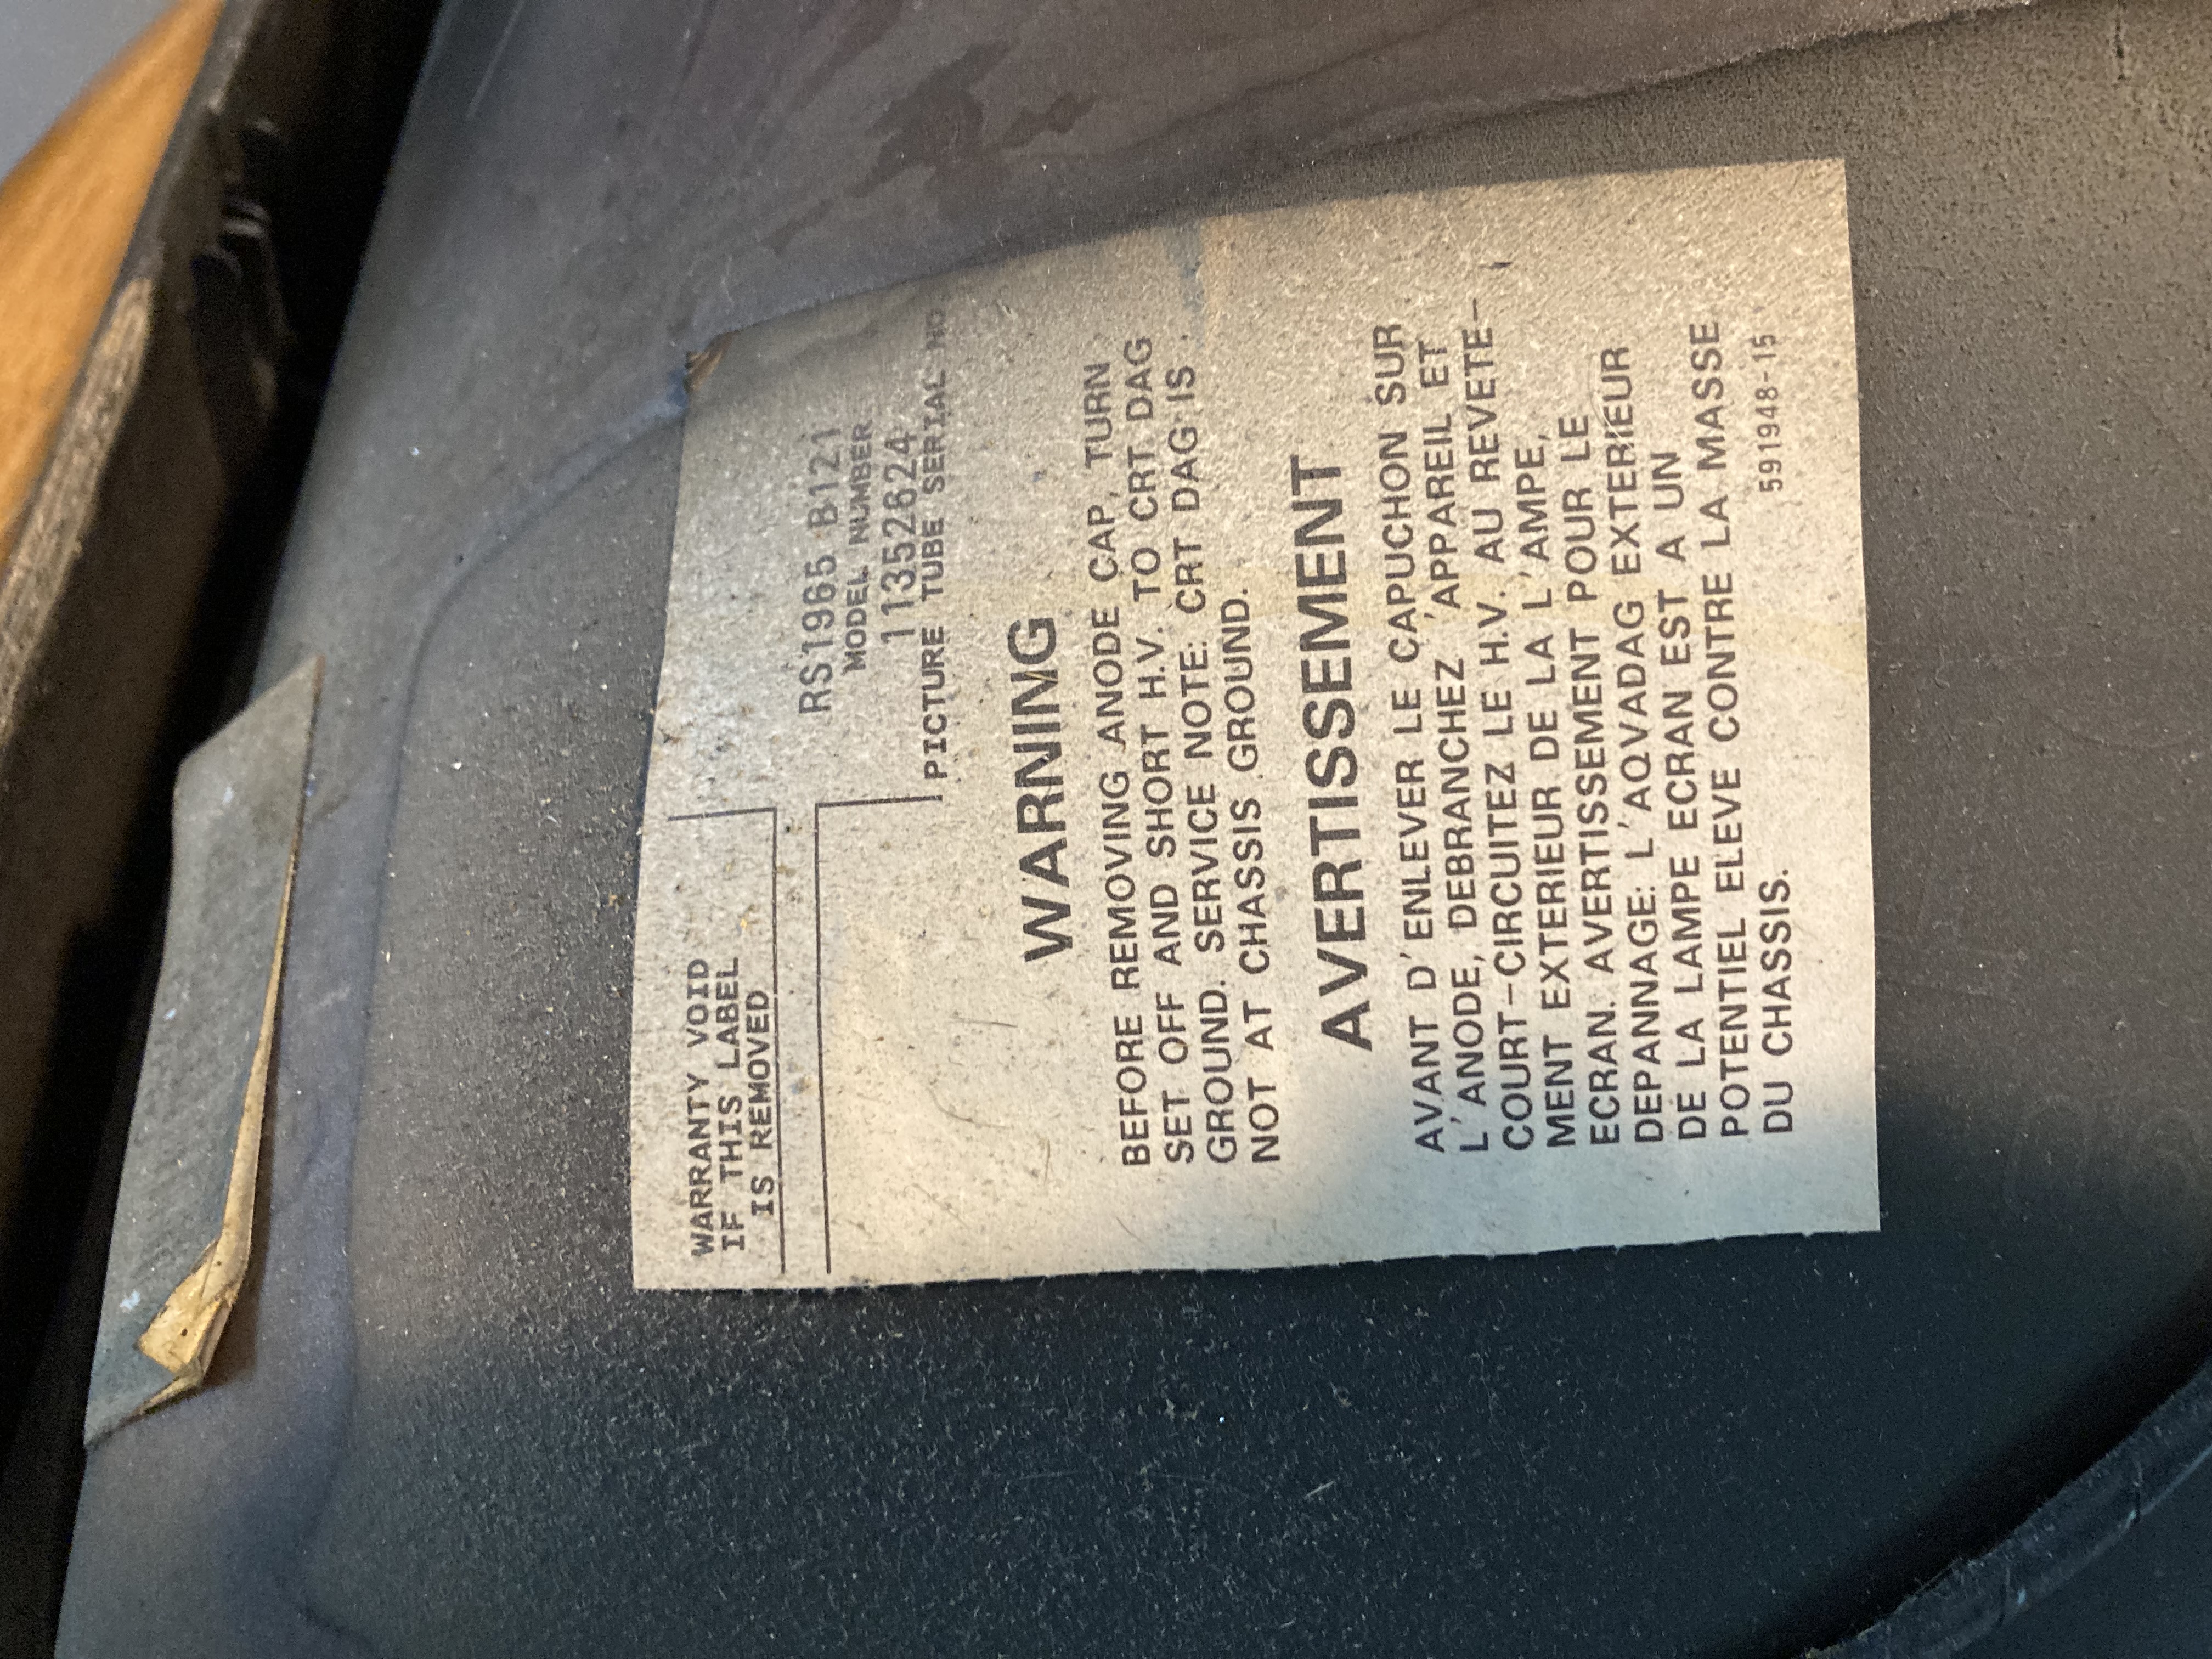 WARRANTY VOID
IF THIS LABEL
IS REMOVED
RS1965 B121
MODEL NUMBER
11352624
PICTURE TUBE SERIAL NO
WARNING
BEFORE REMOVING ANODE CAP, TURN
SET OFF AND SHORT H.V. TO CRT DAG
GROUND. SERVICE NOTE: CRT DAG IS
NOT AT CHASSIS GROUND.
AVERTISSEMENT
AVANT D' ENLEVER LE CAPUCHON SUR
L'ANODE, DEBRANCHEZ 'APPAREIL ET
COURT-CIRCUITEZ LE H.V. AU REVETE-
MENT EXTERIEUR DE LA L'AMPE,
ECRAN. AVERTISSEMENT POUR LE
DEPANNAGE: L'AQVADAG EXTERIEUR
DE LA LAMPE ECRAN EST A UN
POTENTIEL ELEVE CONTRE LA MASSE
DU CHASSIS.
591948-15